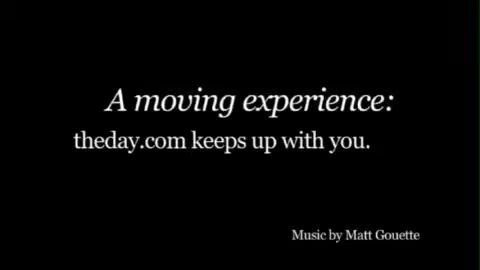 A moving experience:
theday.com keeps up with you.
Music by Matt Gouette